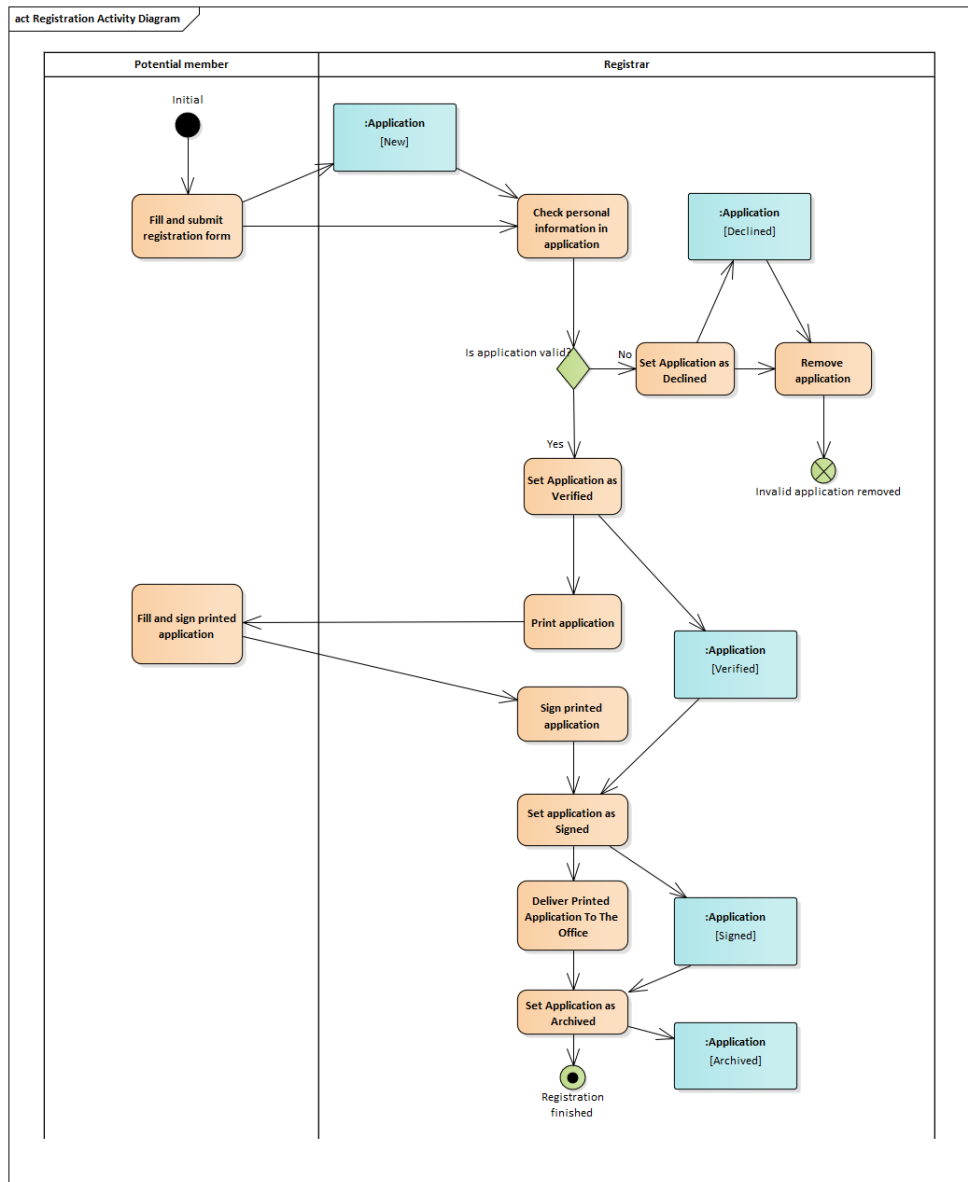 act Registration Activity Diagram
Potential member
Registrar
Initial
:Application
[New]
Fill and submit
registration form
Check personal
information in
application
:Application
[Declined]
Is application valid?
No
Set Application as
Declined
Remove
application
Yes
Invalid application removed
Set Application as
Verified
Fill and sign printed
application
Print application
:Application
[Verified]
Sign printed
application
Set application as
Signed
Deliver Printed
Application To The
Office
:Application
[Signed]
Set Application as
Archived
:Application
[Archived]
Registration
finished